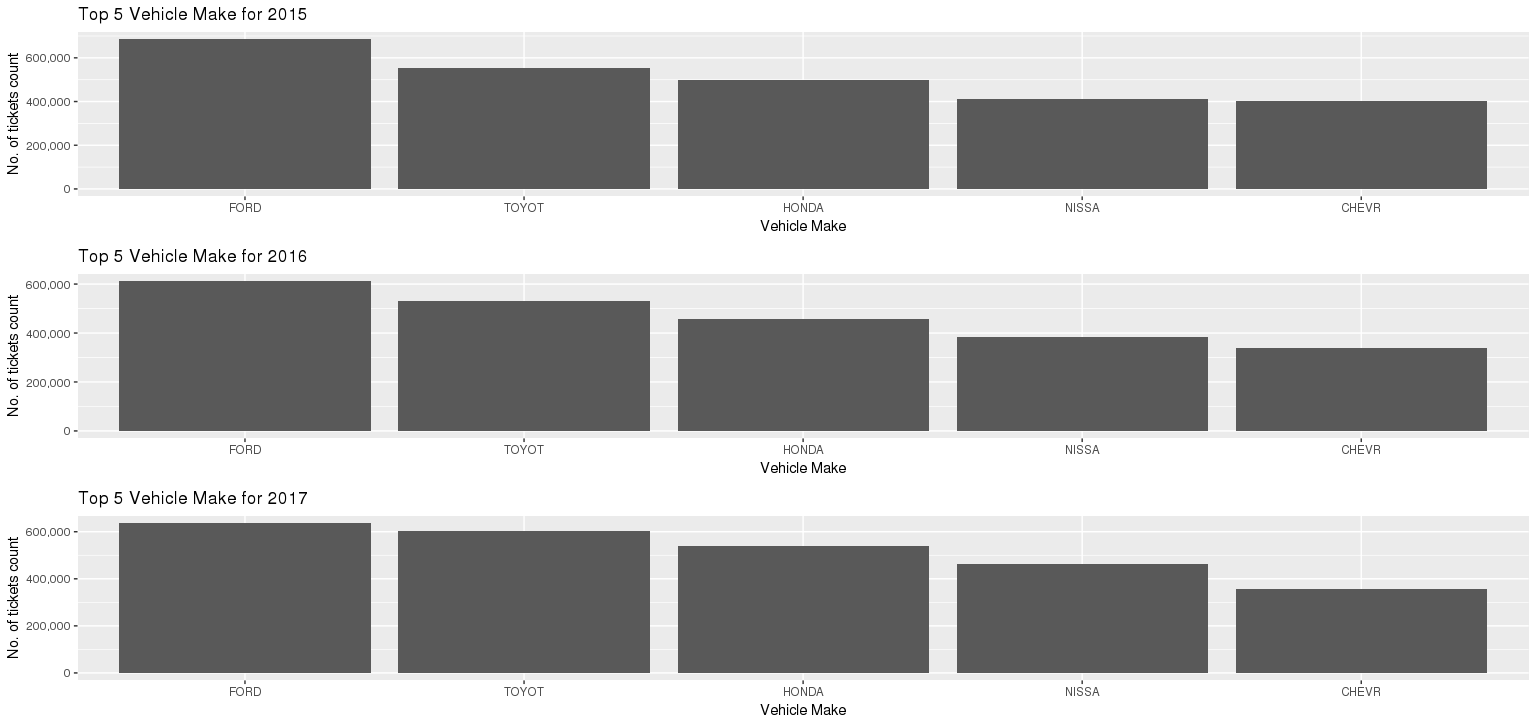 Top 5 Vehicle Make for 2015
No. of tickets count
600,000
400,000
200,000
0
FORD TOYOT HONDA NISSA CHEVR
Vehicle Make
Top 5 Vehicle Make for 2016
No. of tickets count
600,000
400,000
200,000
0
FORD TOYOT HONDA NISSA CHEVR
Vehicle Make
Top 5 Vehicle Make for 2017
No. of tickets count
600,000
400,000
200,000
0
FORD TOYOT HONDA NISSA CHEVR
Vehicle Make